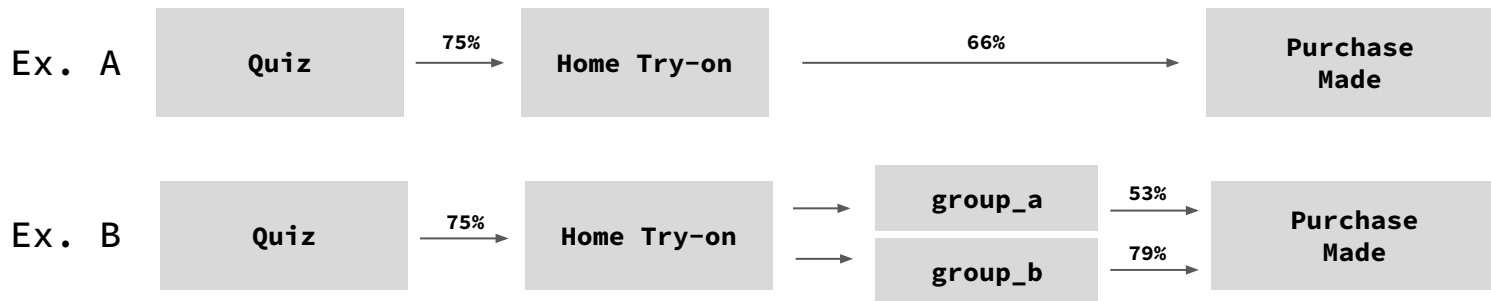 Ex. A
Quiz
75%
Home Try-on
66%
Purchase
Made
Ex. B
Quiz
75%
Home Try-on
group_a
53%
group_b
79%
Purchase
Made